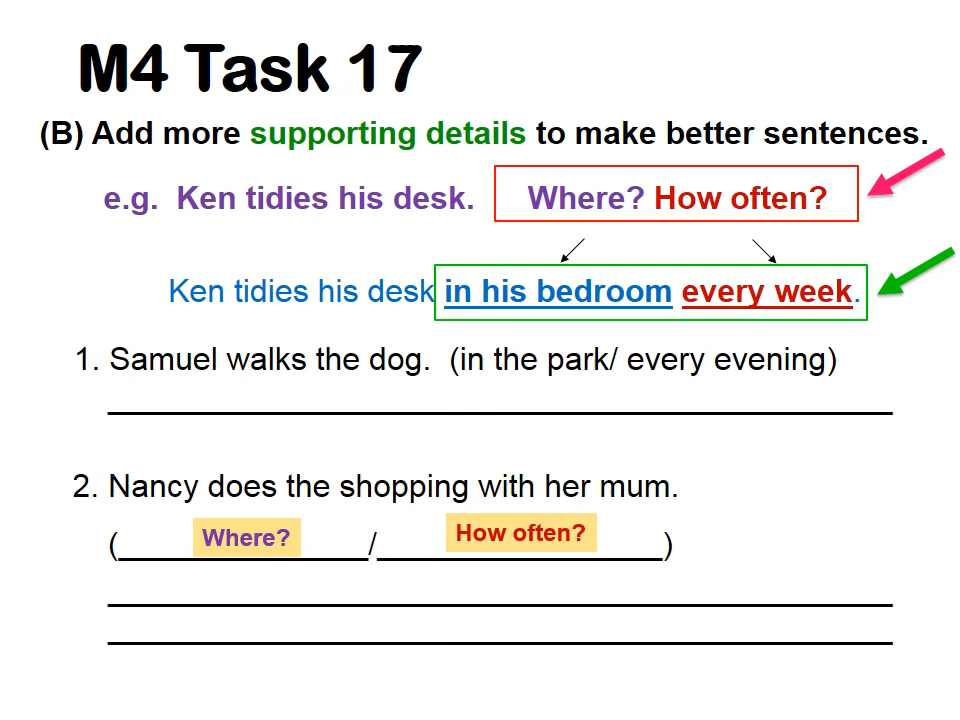 M4 Task 17
(B) Add more supporting details to make better sentences.
e.g. Ken tidies his desk. Where? How often?
Ken tidies his desk in his bedroom every week.
1. Samuel walks the dog. (in the park/ every evening)
2. Nancy does the shopping with her mum.
(Where? / How often?)